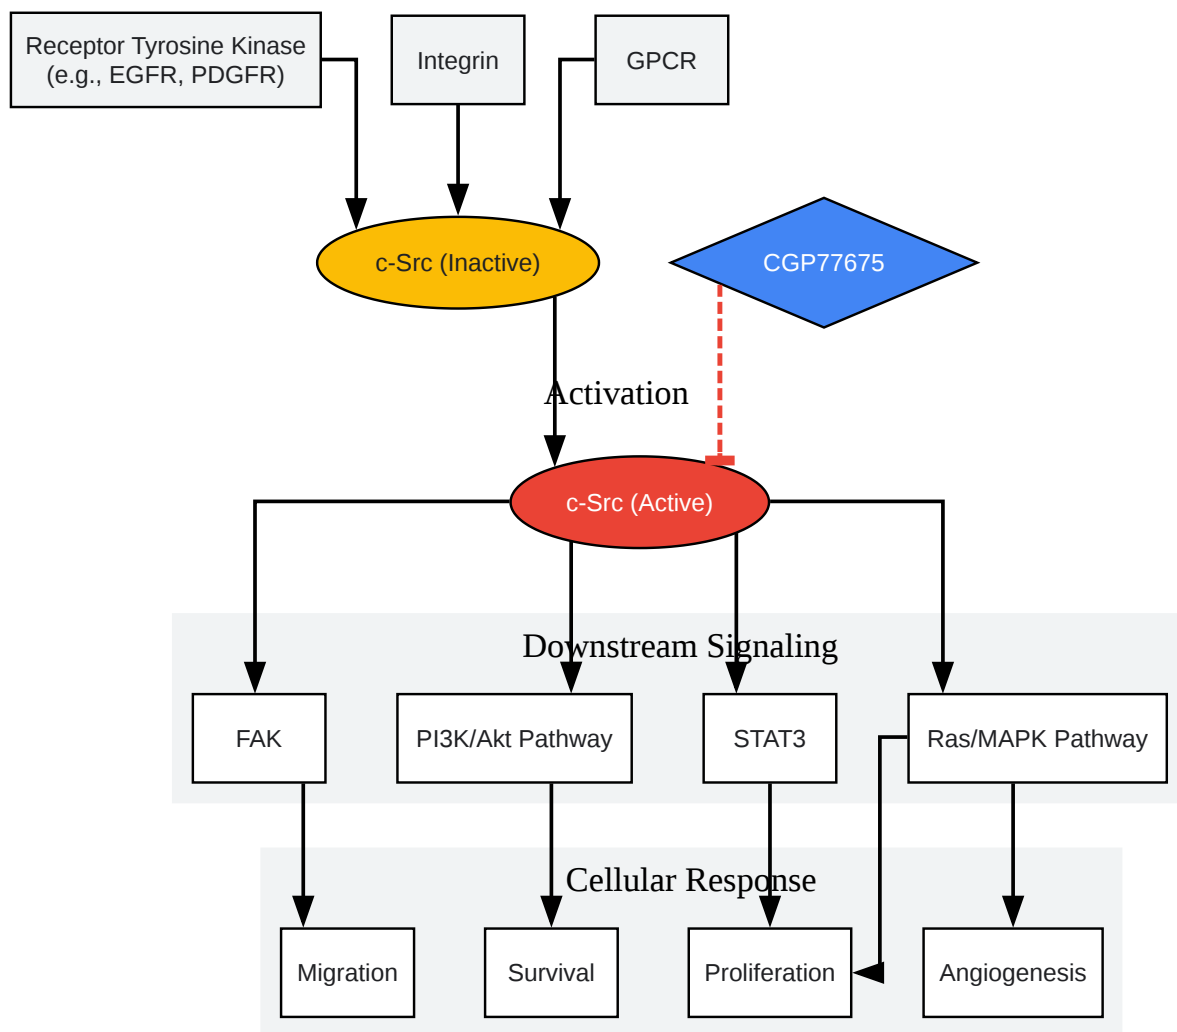 Receptor Tyrosine Kinase
(e.g., EGFR, PDGFR)
Integrin
GPCR
c-Src (Inactive)
CGP77675
Activation
c-Src (Active)
Downstream Signaling
FAK
PI3K/Akt Pathway
STAT3
Ras/MAPK Pathway
Cellular Response
Migration
Survival
Proliferation
Angiogenesis